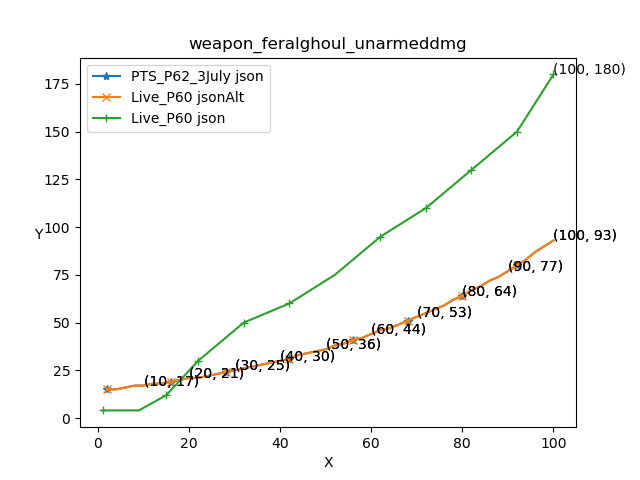 weapon_feralghoul_unarmeddmg
PTS_P62_3July json
Live_P60 jsonAlt
Live_P60 json
(100, 180)
(100, 93)
(90, 77)
(80, 64)
(70, 53)
(60, 44)
(50, 36)
(40, 30)
(30, 25)
(20, 21)
(10, 17)
175
150
125
100
75
50
25
0
Y
0 20 40 60 80 100
X